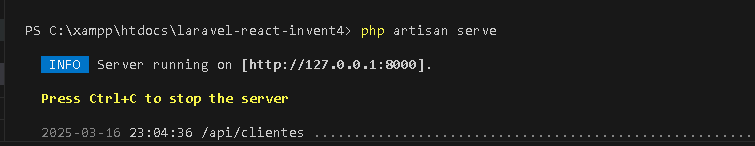 PS C:\xampp\htdocs\laravel-react-invent4> php artisan serve
INFO Server running on [http://127.0.0.1:8000].
Press Ctrl+C to stop the server
2025-03-16 23:04:36 /api/clientes ......................................................